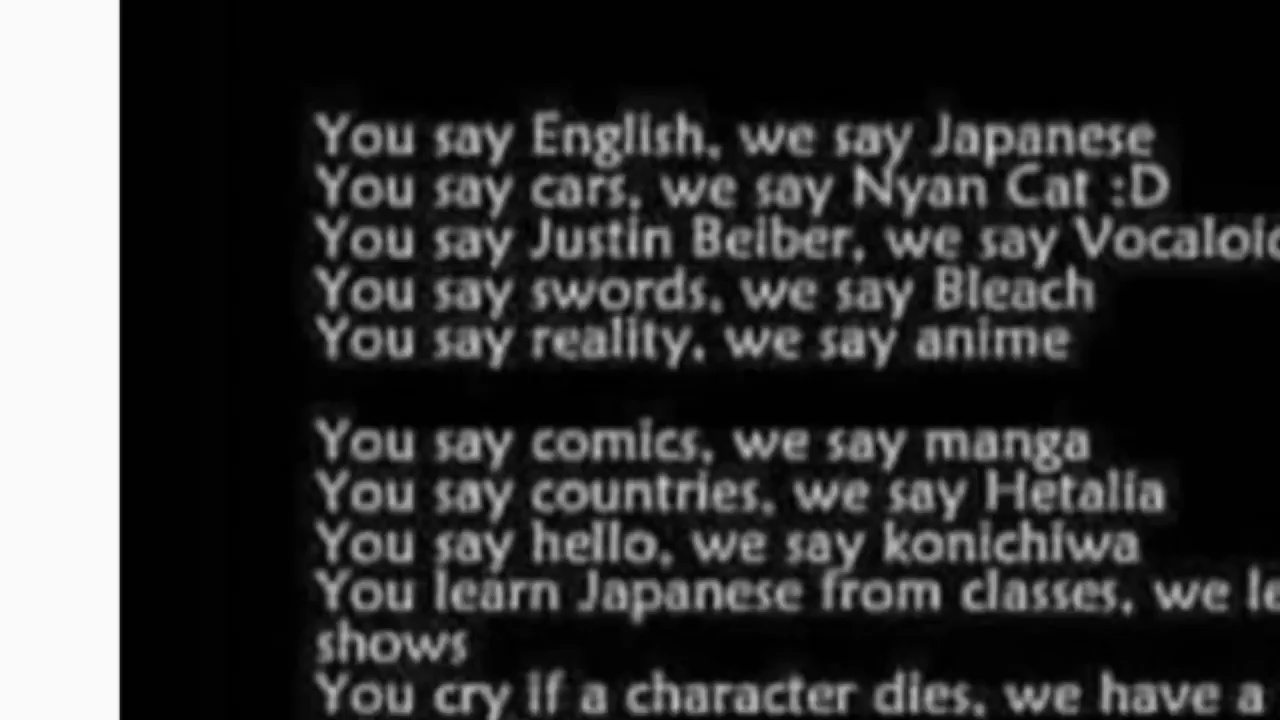 You say English, we say Japanese
You say cars, we say Nyan Cat :D
You say Justin Beiber, we say Vocaloid
You say swords, we say Bleach
You say reality, we say anime
You say comics, we say manga
You say countries, we say Hetalia
You say hello, we say konichiwa
You learn Japanese from classes, we
shows
You cry if a character dies, we have a